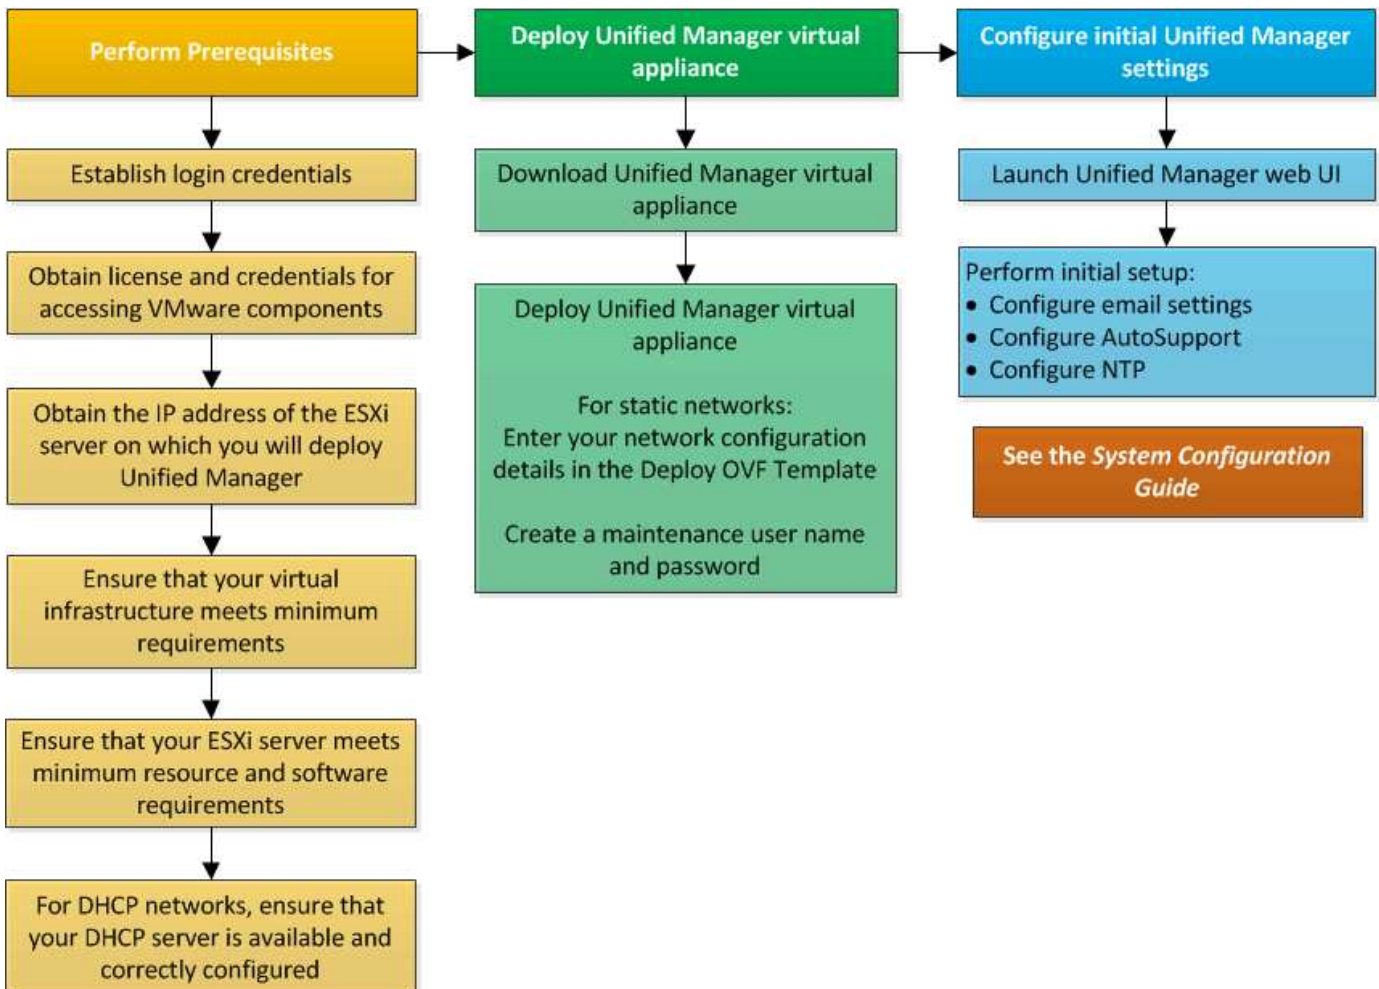 Perform Prerequisites
Establish login credentials
Obtain license and credentials for
accessing VMware components
Obtain the IP address of the ESXi
server on which you will deploy
Unified Manager
Ensure that your virtual
infrastructure meets minimum
requirements
Ensure that your ESXi server meets
minimum resource and software
requirements
For DHCP networks, ensure that
your DHCP server is available and
correctly configured
Deploy Unified Manager virtual
appliance
Download Unified Manager virtual
appliance
Deploy Unified Manager virtual
appliance
For static networks:
Enter your network configuration
details in the Deploy OVF Template
Create a maintenance user name
and password
Configure initial Unified Manager
settings
Launch Unified Manager web UI
Perform initial setup:
• Configure email settings
• Configure AutoSupport
• Configure NTP
See the System Configuration
Guide